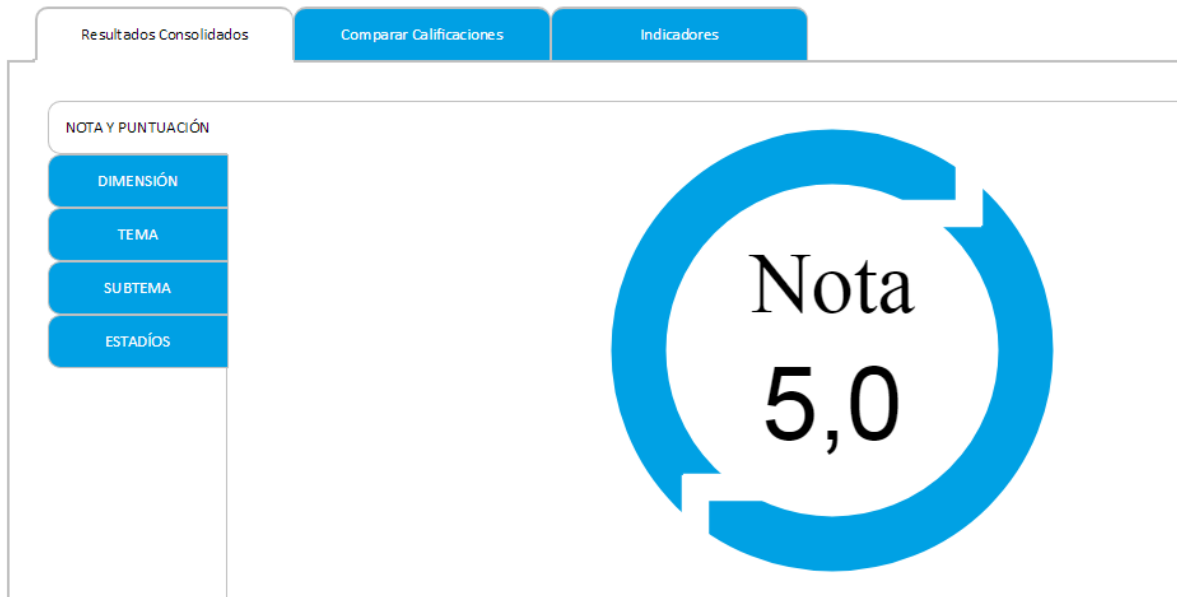 Resultados Consolidados
Comparar Calificaciones
Indicadores
NOTA Y PUNTUACIÓN
DIMENSIÓN
TEMA
SUBTEMA
ESTADÍOS
Nota
5,0